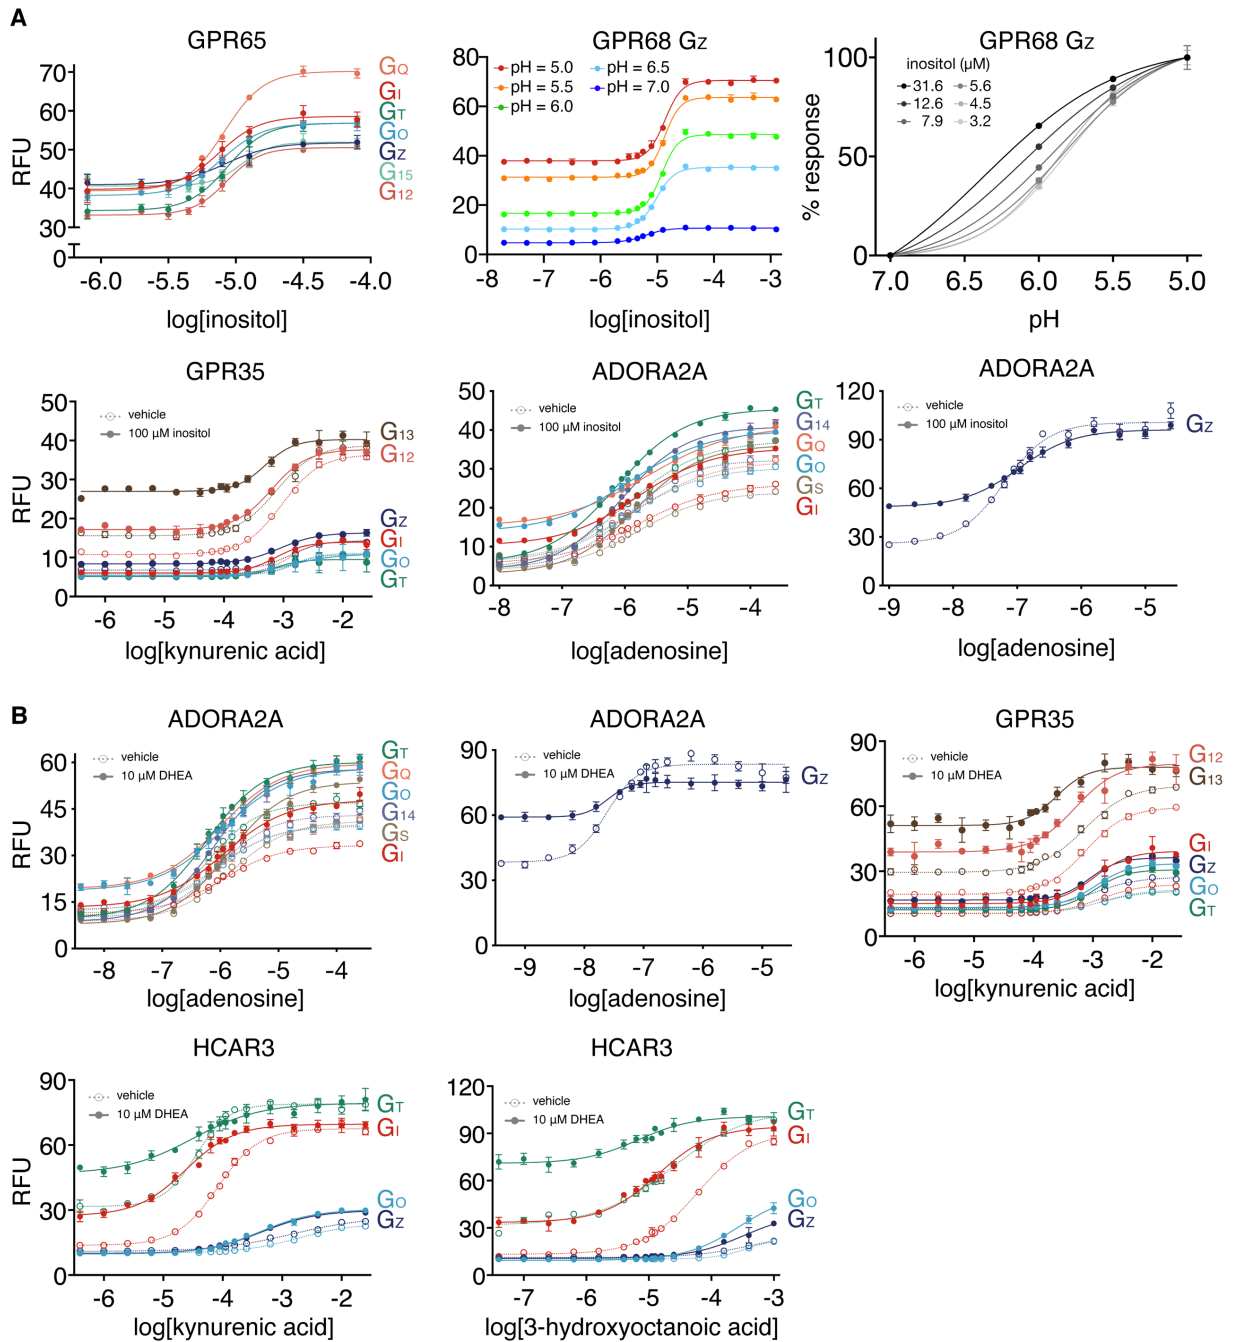 A
GPR65
RFU
70
60
50
40
30
0
-6.0 -5.5 -5.0 -4.5 -4.0
log[inositol]
GQ
GI
GT
GO
GZ
G15
G12
GPR68 GZ
80
60
40
20
0
pH = 5.0 pH = 6.5
pH = 5.5 pH = 7.0
pH = 6.0
-8 -7 -6 -5 -4 -3
log[inositol]
GPR68 GZ
% response
100
50
0
inositol (µM)
31.6 5.6
12.6 4.5
7.9 3.2
7.0 6.5 6.0 5.5 5.0
pH
GPR35
RFU
50
40
30
20
10
0
vehicle
100 µM inositol
G13
G12
GZ
GI
GO
GT
-6 -5 -4 -3 -2
log[kynurenic acid]
ADORA2A
50
40
30
20
10
0
vehicle
100 µM inositol
GT
G14
GQ
GO
GS
GI
-8 -7 -6 -5 -4
log[adenosine]
ADORA2A
120
90
60
30
0
vehicle
100 µM inositol
GZ
-9 -8 -7 -6 -5
log[adenosine]
B
ADORA2A
RFU
60
45
30
15
0
vehicle
10 µM DHEA
GT
GQ
GO
G14
GS
GI
-8 -7 -6 -5 -4
log[adenosine]
ADORA2A
90
60
30
0
vehicle
10 µM DHEA
GZ
-9 -8 -7 -6 -5
log[adenosine]
GPR35
90
60
30
0
vehicle
10 µM DHEA
G12
G13
GI
GZ
GO
GT
-6 -5 -4 -3 -2
log[kynurenic acid]
HCAR3
RFU
90
60
30
0
vehicle
10 µM DHEA
GT
GI
GO
GZ
-6 -5 -4 -3 -2
log[kynurenic acid]
HCAR3
120
90
60
30
0
vehicle
10 µM DHEA
GT
GI
GO
GZ
-7 -6 -5 -4 -3
log[3-hydroxyoctanoic acid]